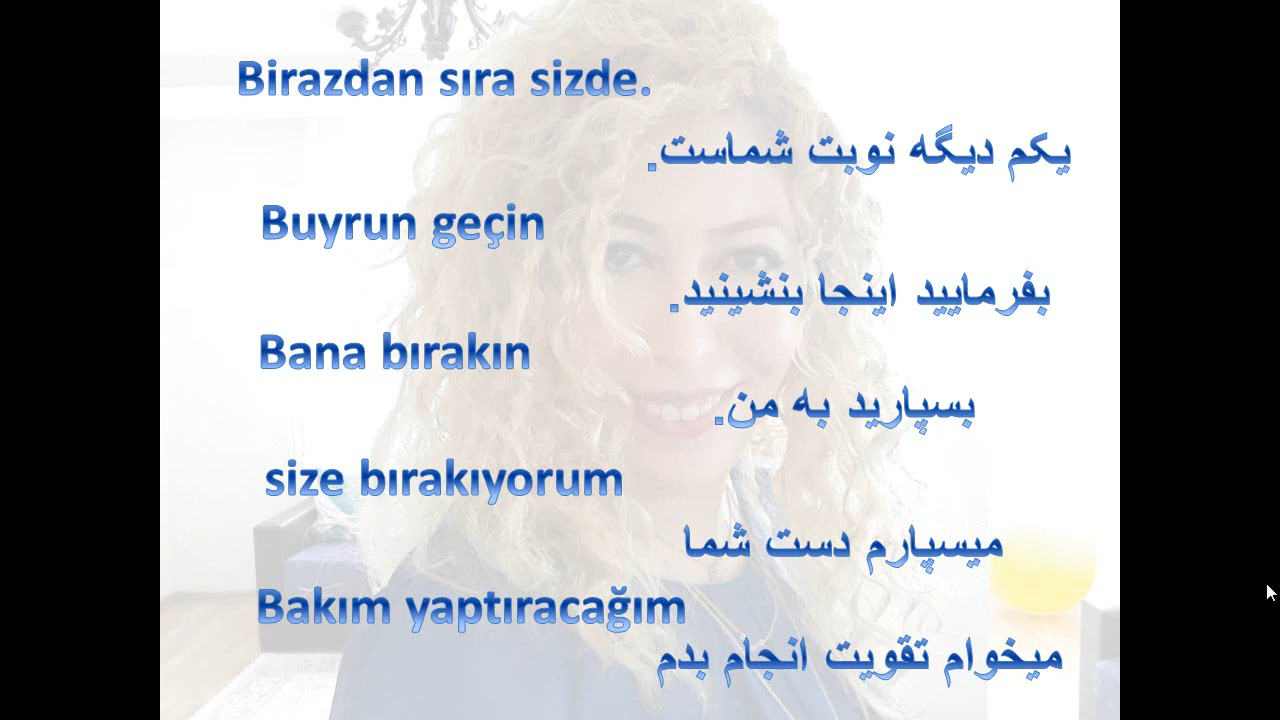 Birazdan sıra sizde.
یکم دیگه نوبت شماست.
Buyrun geçin
بفرمایید اینجا بنشینید.
Bana bırakın
بسپارید به من.
size bırakıyorum
میسپارم دست شما
Bakım yaptıracağım
میخوام تقویت انجام بدم